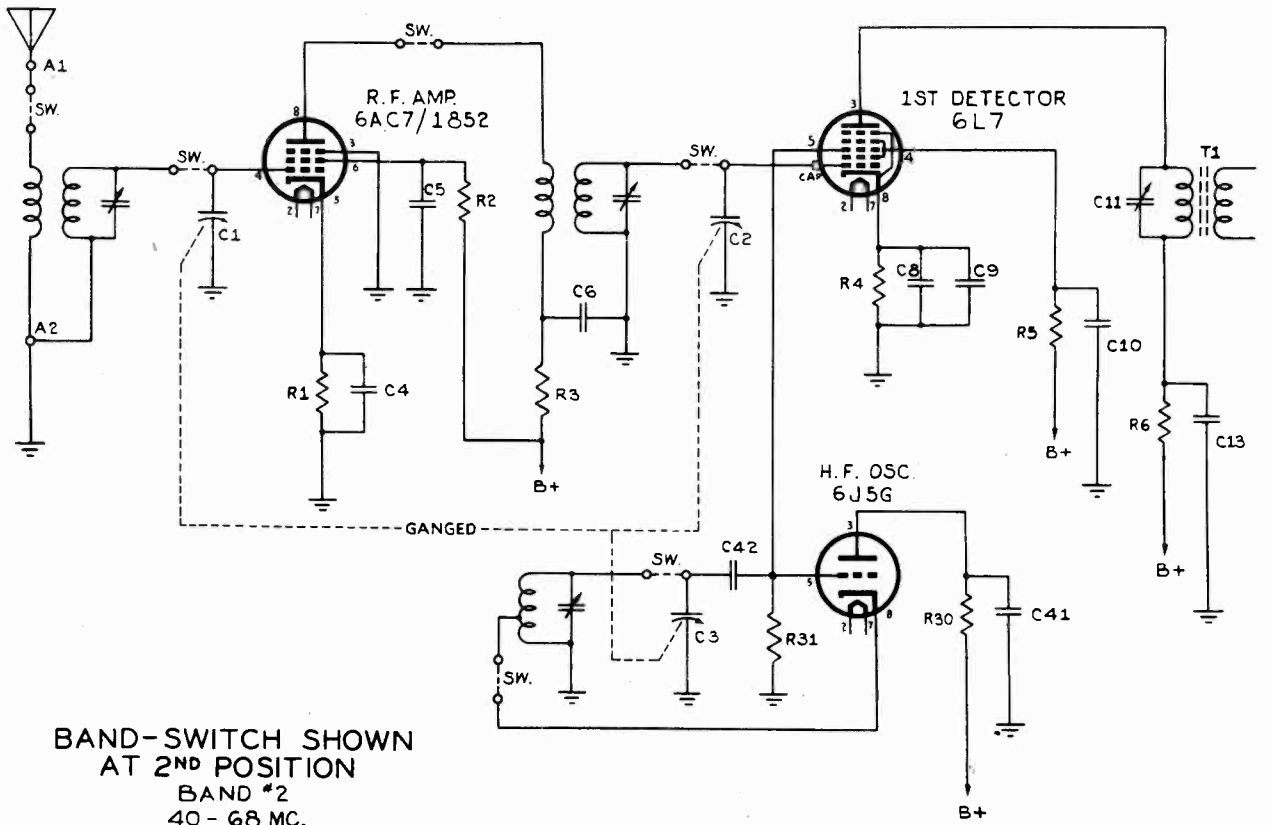 SW.
A1
SW.
R.F. AMP.
6AC7/1852
8
3
6
4
5
2
7
SW.
C1
C5
R2
A2
R1
C4
C6
R3
B+
SW.
C2
1ST DETECTOR
6L7
3
5
4
CAP
2
7
8
T1
C11
R4
C8
C9
R5
C10
R6
C13
B+
B+
GANGED
H.F. OSC.
6J5G
3
5
2
7
8
SW.
C42
C3
R31
R30
C41
SW.
B+
BAND-SWITCH SHOWN
AT 2ND POSITION
BAND #2
40 - 68 MC.